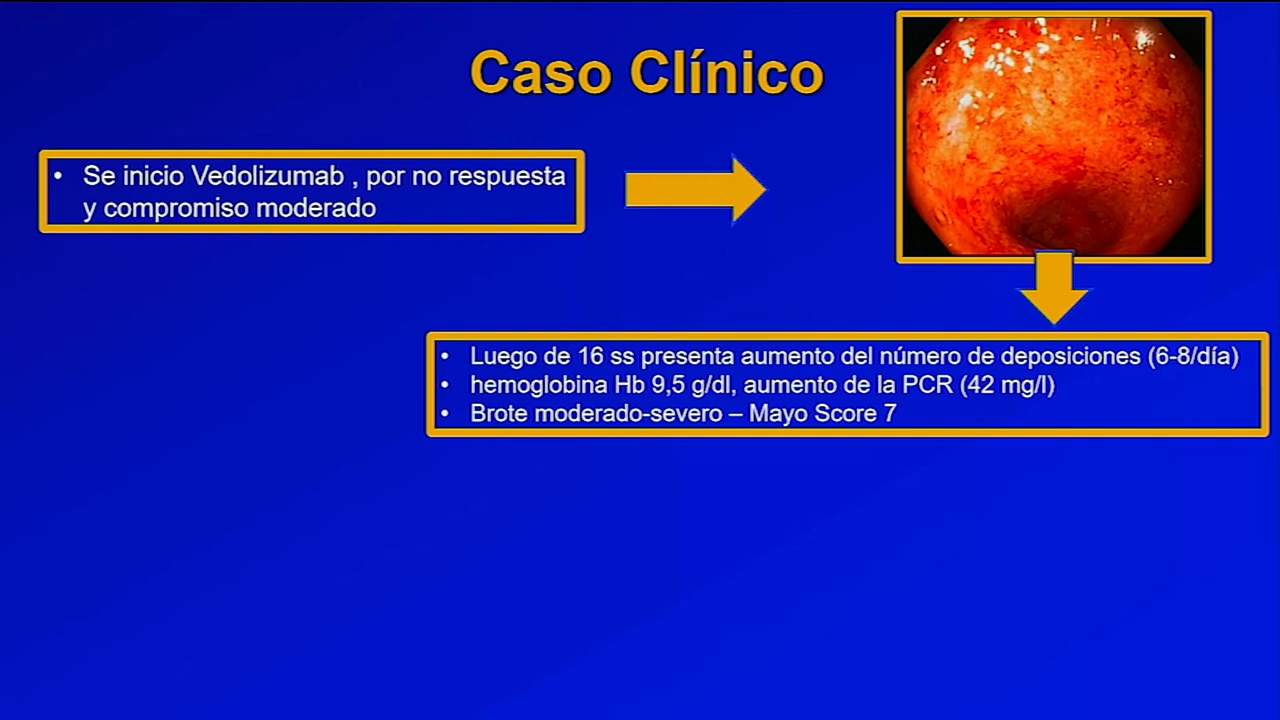 Caso Clínico
• Se inicio Vedolizumab , por no respuesta
y compromiso moderado
• Luego de 16 ss presenta aumento del número de deposiciones (6-8/día)
• hemoglobina Hb 9,5 g/dl, aumento de la PCR (42 mg/l)
• Brote moderado-severo – Mayo Score 7